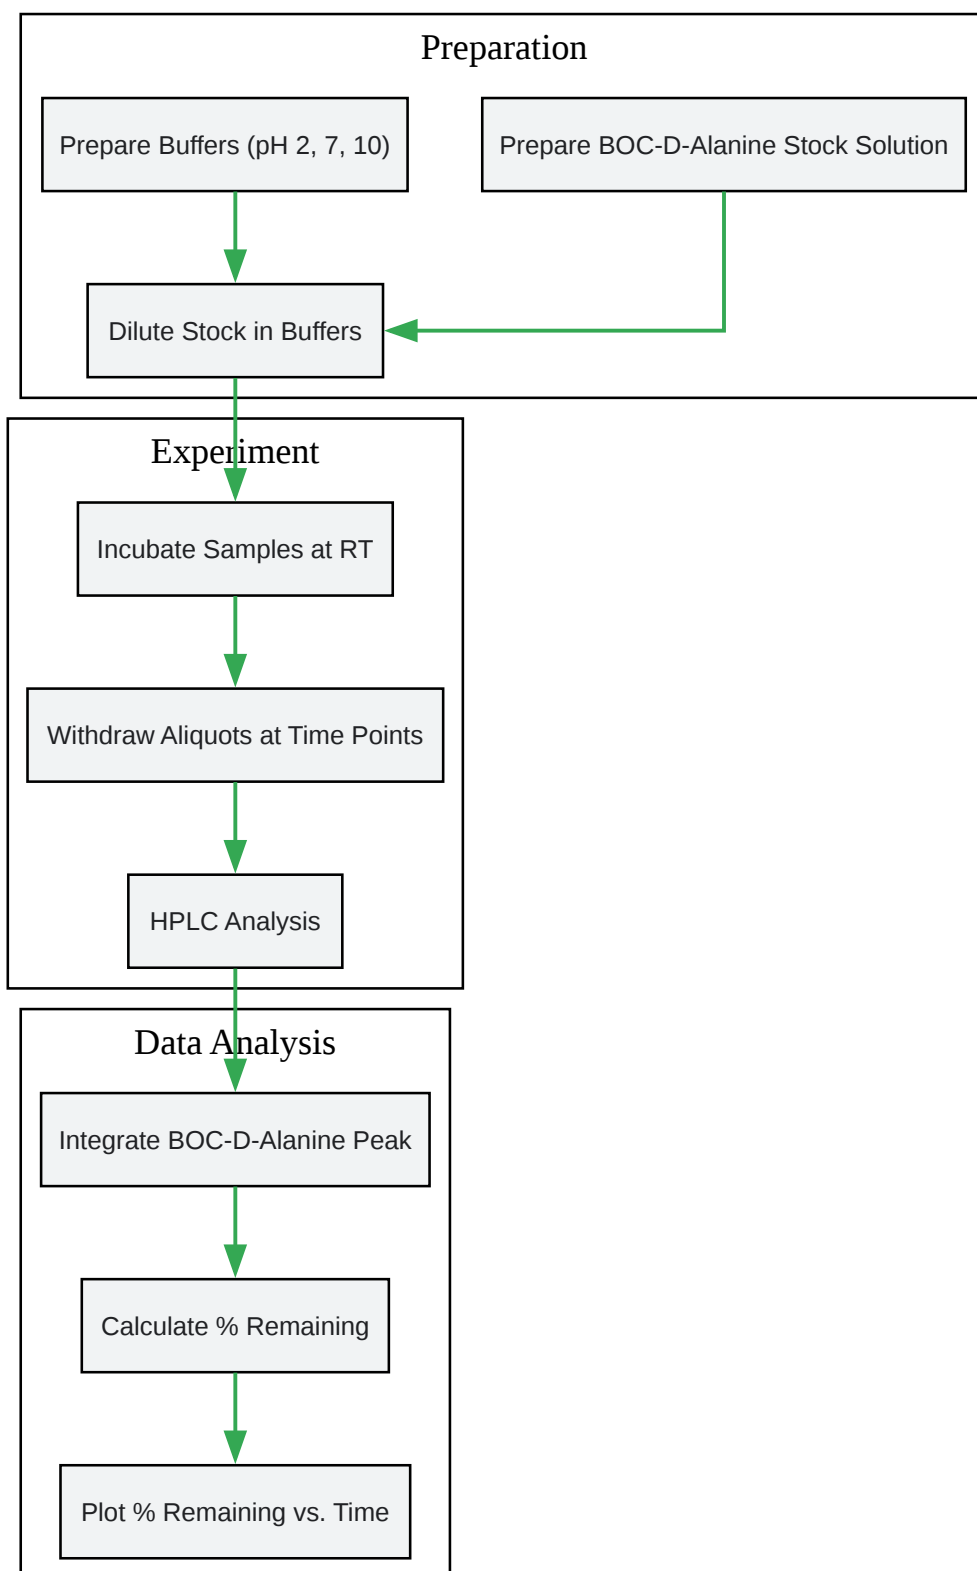 Preparation
Prepare Buffers (pH 2, 7, 10)
Prepare BOC-D-Alanine Stock Solution
Dilute Stock in Buffers
Experiment
Incubate Samples at RT
Withdraw Aliquots at Time Points
HPLC Analysis
Data Analysis
Integrate BOC-D-Alanine Peak
Calculate % Remaining
Plot % Remaining vs. Time